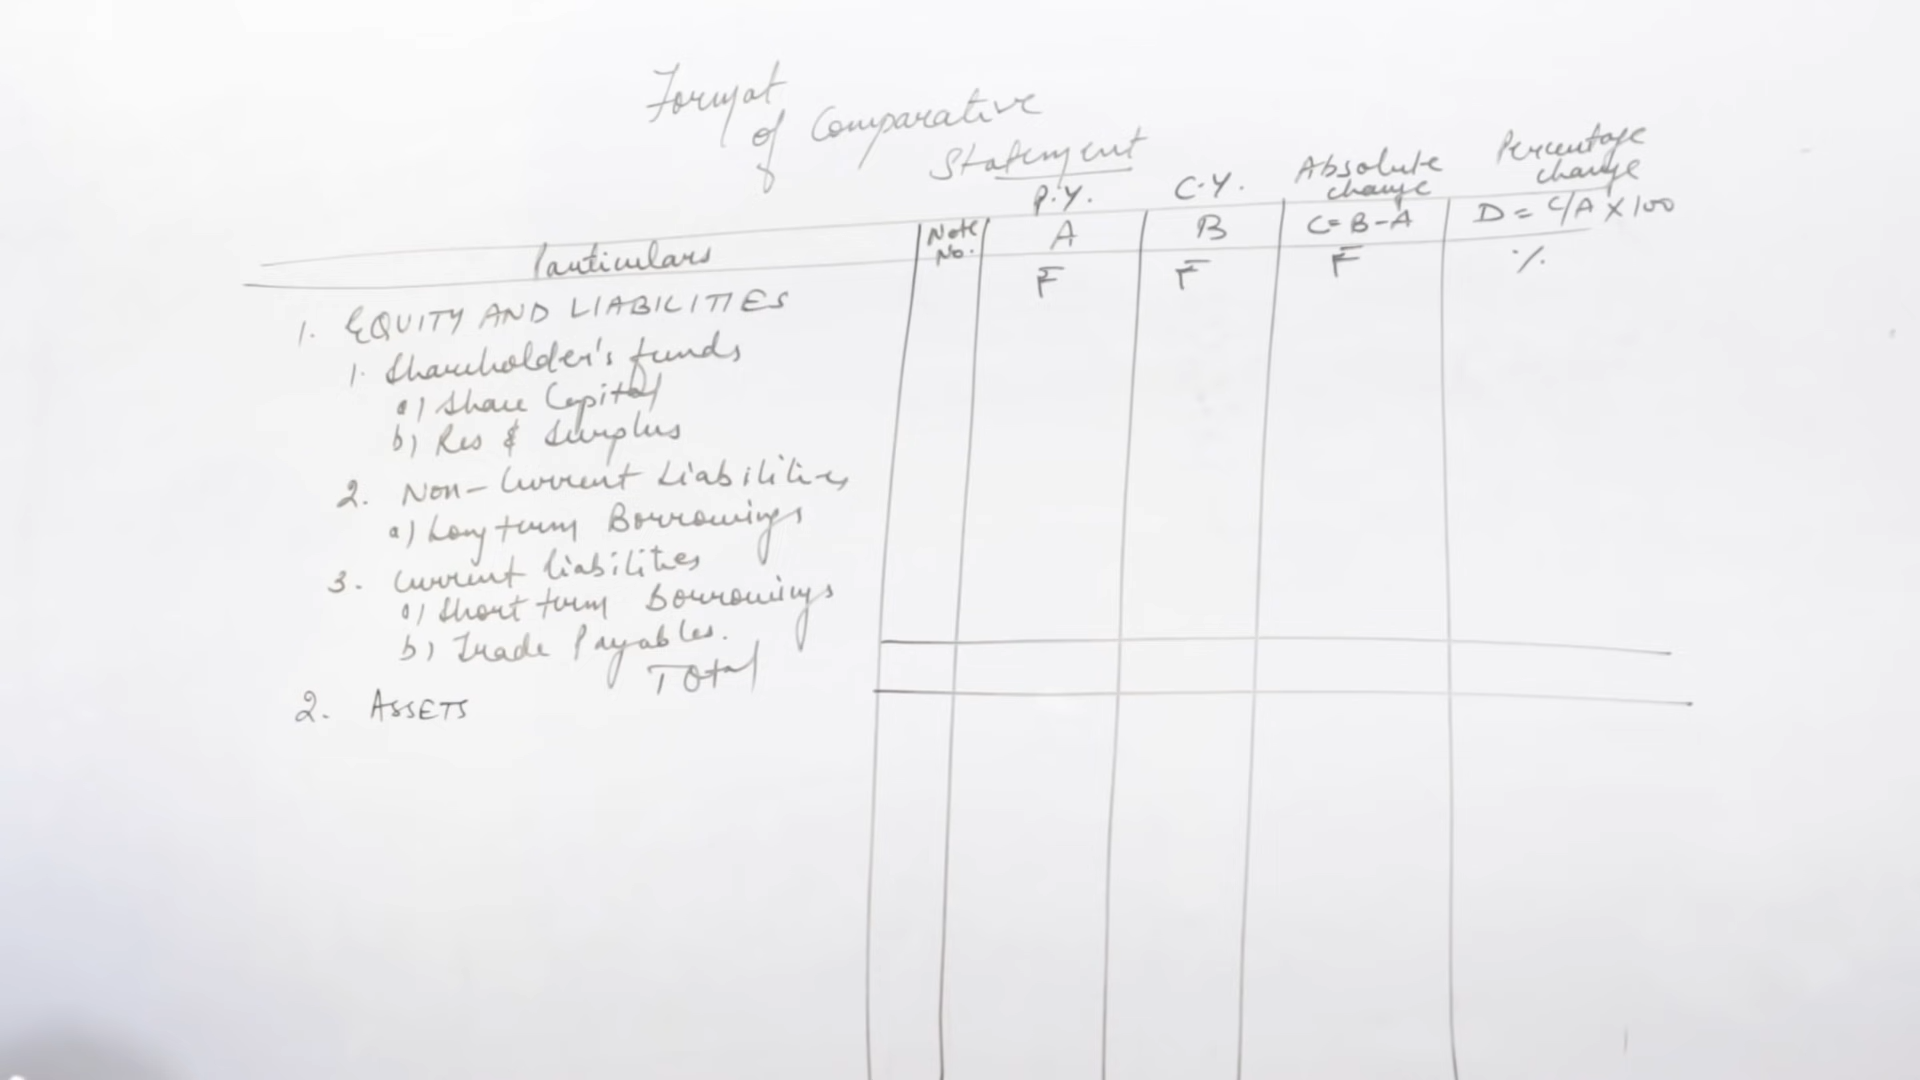 Format
of Comparative
Statement
Particulars Note No. P.Y. A C.Y. B Absolute change C=B-A Percentage change D = C/A X 100
₹ ₹ ₹ %
1. EQUITY AND LIABILITIES
1. Shareholder's funds
a) Share Capital
b) Res & Surplus
2. Non-Current Liabilities
a) Long term Borrowings
3. Current liabilities
a) Short term Borrowings
b) Trade Payables.
Total
2. ASSETS